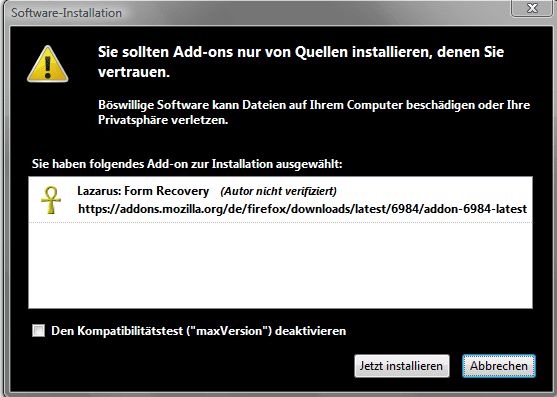 Software-Installation
Sie sollten Add-ons nur von Quellen installieren, denen Sie
vertrauen.
Böswillige Software kann Dateien auf Ihrem Computer beschädigen oder Ihre
Privatsphäre verletzen.
Sie haben folgendes Add-on zur Installation ausgewählt:
Lazarus: Form Recovery (Autor nicht verifiziert)
https://addons.mozilla.org/de/firefox/downloads/latest/6984/addon-6984-latest
Den Kompatibilitätstest ("maxVersion") deaktivieren
Jetzt installieren Abbrechen